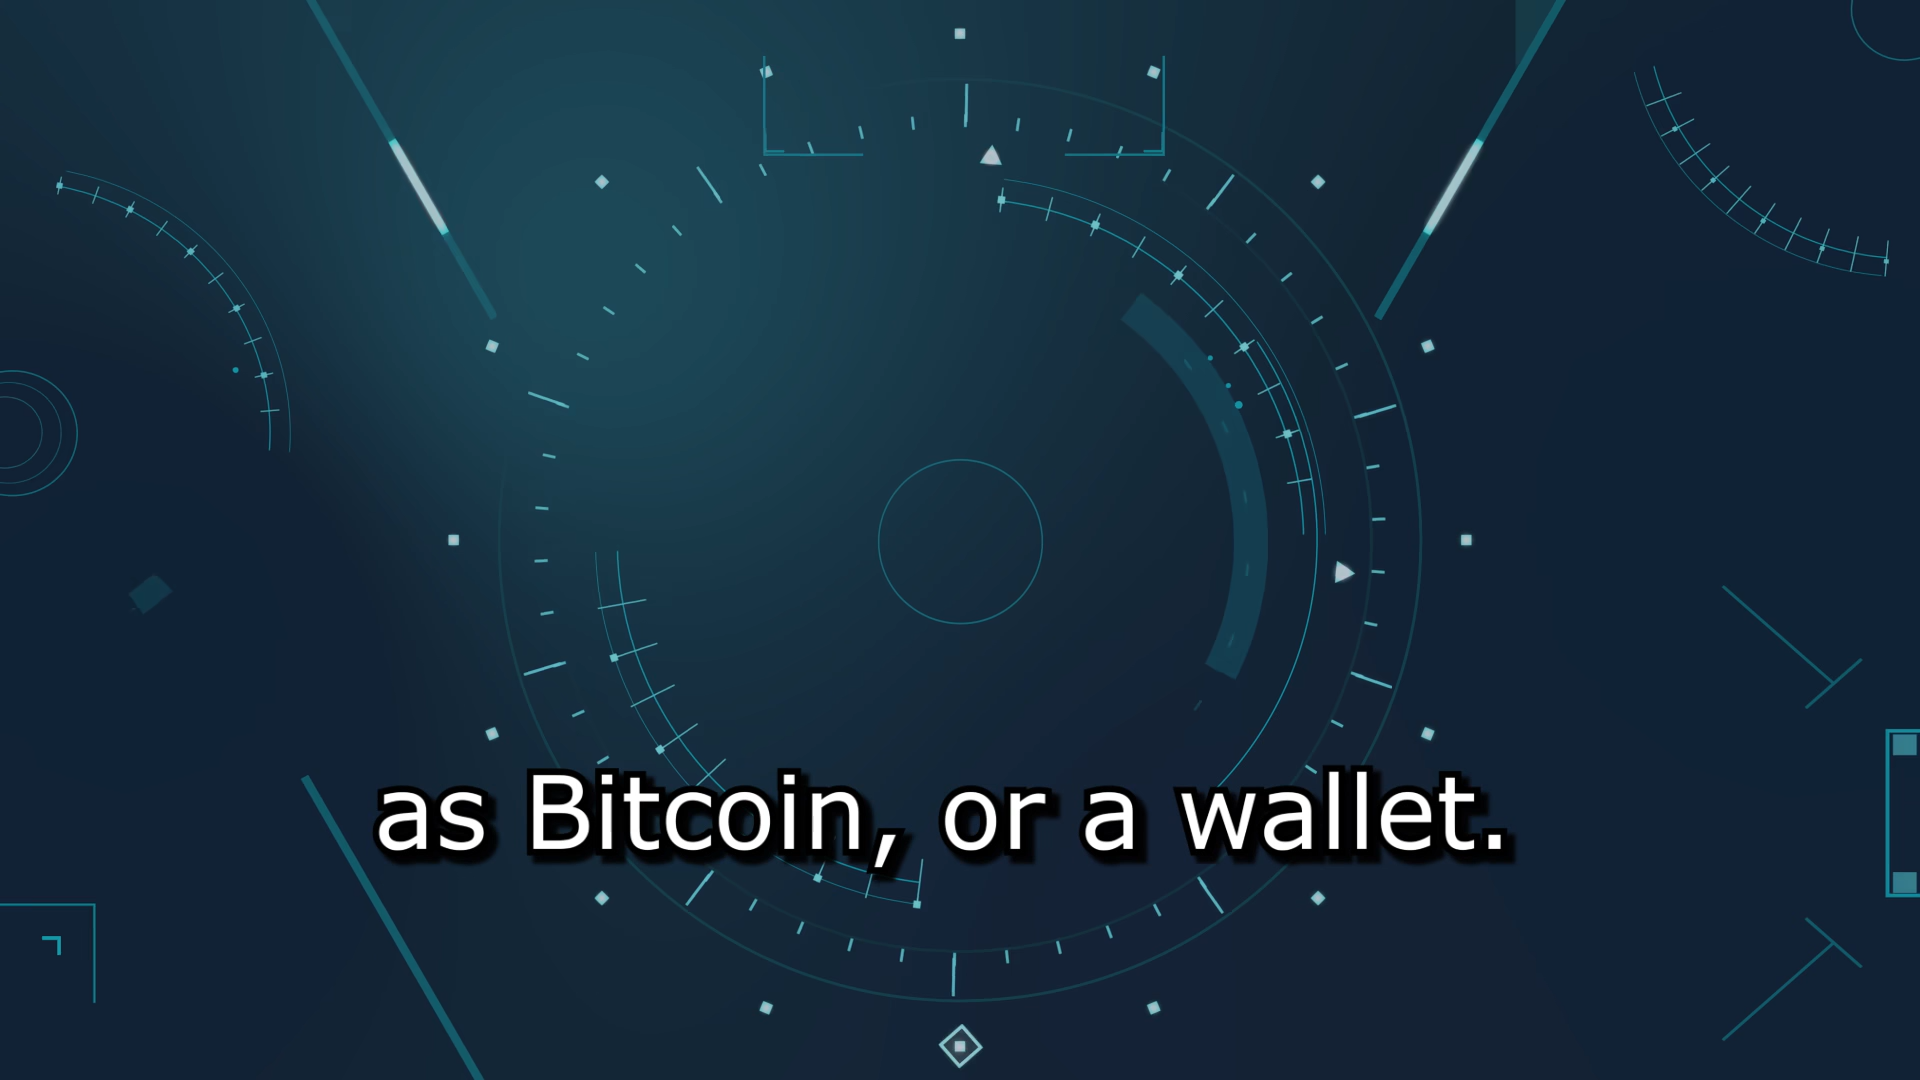 as Bitcoin, or a wallet.